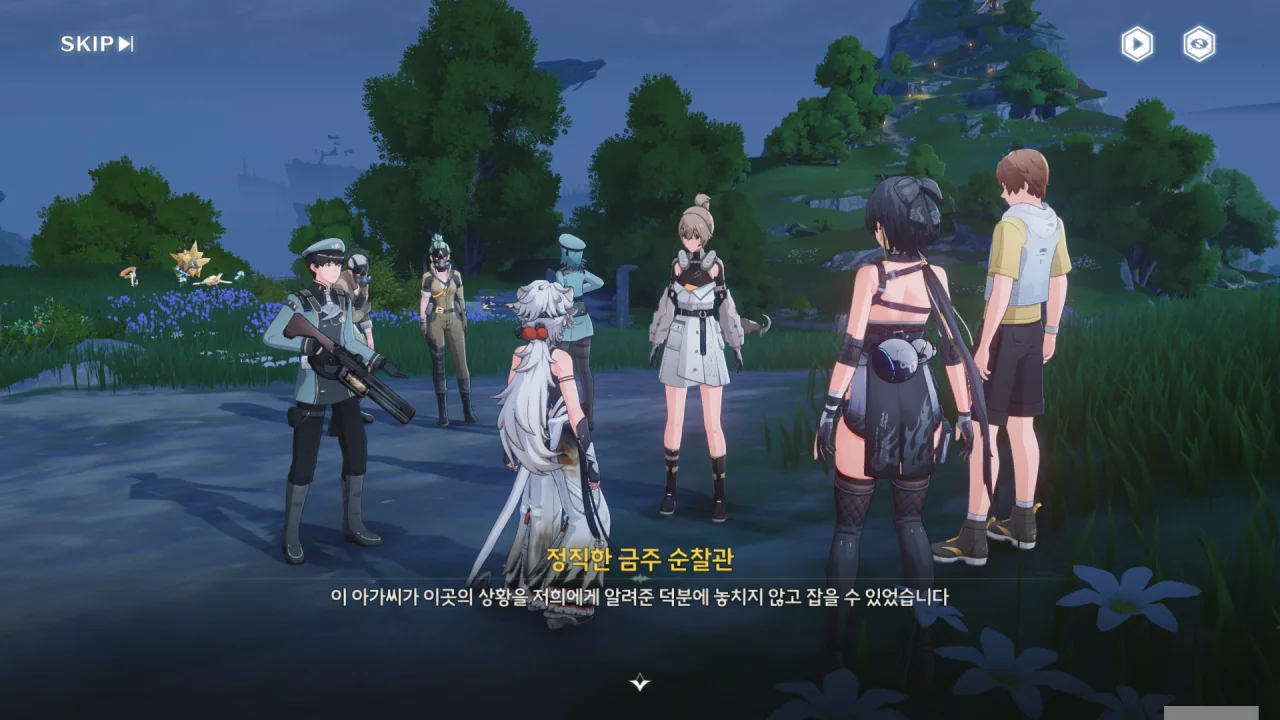 SKIP
정직한 금주 순찰관
이 아가씨가 이곳의 상황을 저희에게 알려준 덕분에 놓치지 않고 잡을 수 있었습니다